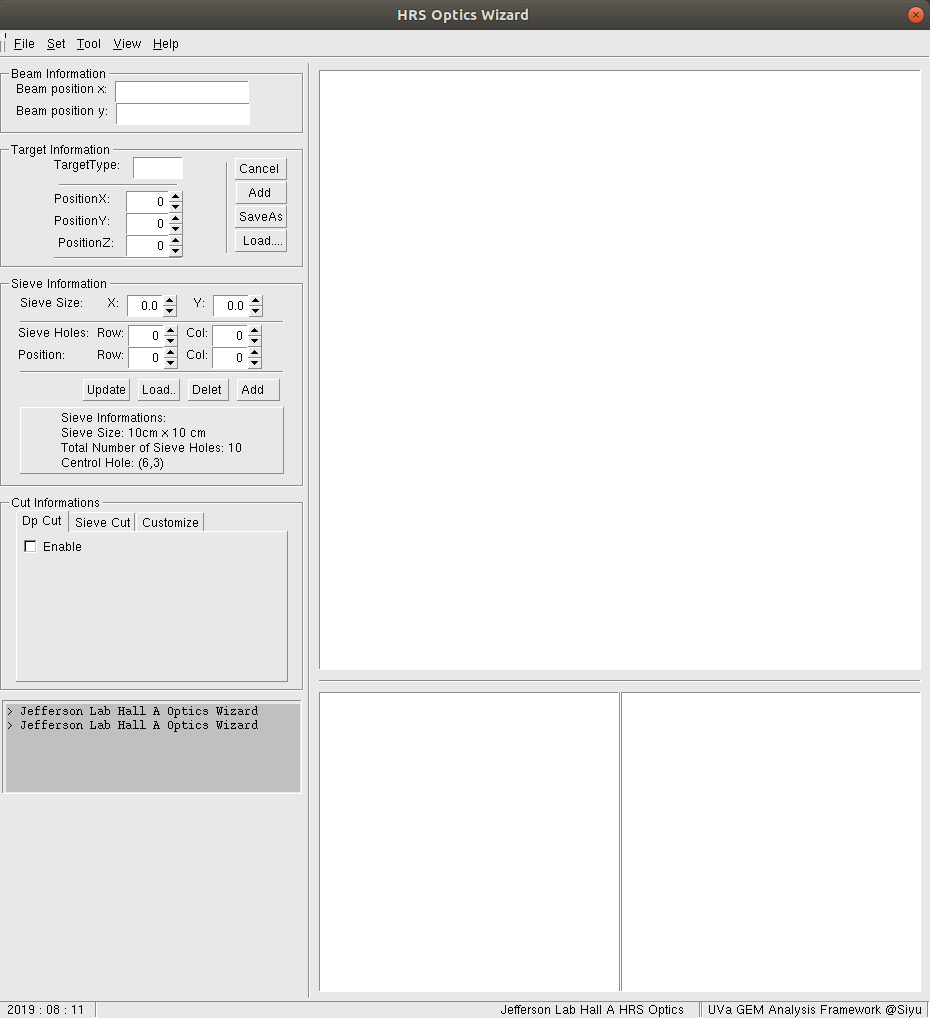 HRS Optics Wizard
File Set Tool View Help
Beam Information
Beam position x:
Beam position y:
Target Information
TargetType:
Cancel
PositionX: 0
Add
PositionY: 0
SaveAs
PositionZ: 0
Load....
Sieve Information
Sieve Size: X: 0.0 Y: 0.0
Sieve Holes: Row: 0 Col: 0
Position: Row: 0 Col: 0
Update Load.. Delet Add
Sieve Informations:
Sieve Size: 10cm x 10 cm
Total Number of Sieve Holes: 10
Centrol Hole: (6,3)
Cut Informations
Dp Cut Sieve Cut Customize
Enable
> Jefferson Lab Hall A Optics Wizard
> Jefferson Lab Hall A Optics Wizard
2019 : 08 : 11 Jefferson Lab Hall A HRS Optics UVa GEM Analysis Framework @Siyu